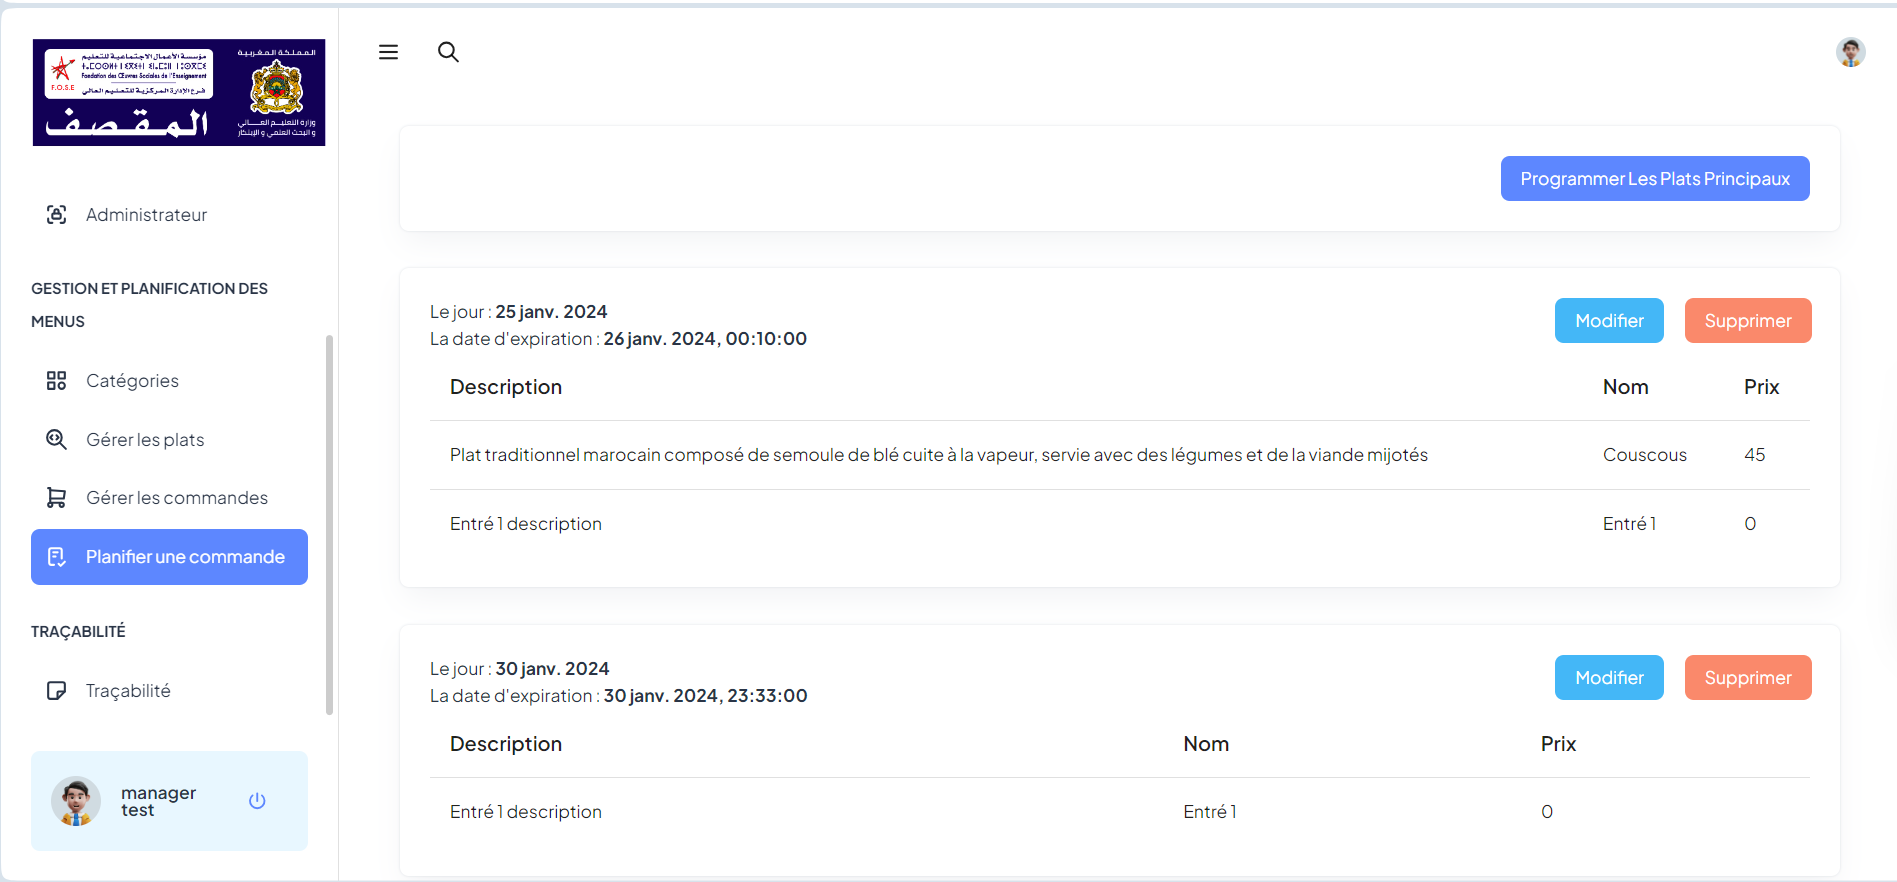 مؤسسة الأعمال الاجتماعية للتعليم
Fondation des Œuvres Sociales de l'Enseignement
F.O.S.E
فرع الإدارة المركزية للتعليم العالي
المقصف
المملكة المغربية
وزارة التعليم العالي
و البحث العلمي و الابتكار
Administrateur
GESTION ET PLANIFICATION DES
MENUS
Catégories
Gérer les plats
Gérer les commandes
Planifier une commande
TRAÇABILITÉ
Traçabilité
manager
test
Programmer Les Plats Principaux
Le jour : 25 janv. 2024
La date d'expiration : 26 janv. 2024, 00:10:00
Modifier Supprimer
Description Nom Prix
Plat traditionnel marocain composé de semoule de blé cuite à la vapeur, servie avec des légumes et de la viande mijotés Couscous 45
Entré 1 description Entré 1 0
Le jour : 30 janv. 2024
La date d'expiration : 30 janv. 2024, 23:33:00
Modifier Supprimer
Description Nom Prix
Entré 1 description Entré 1 0